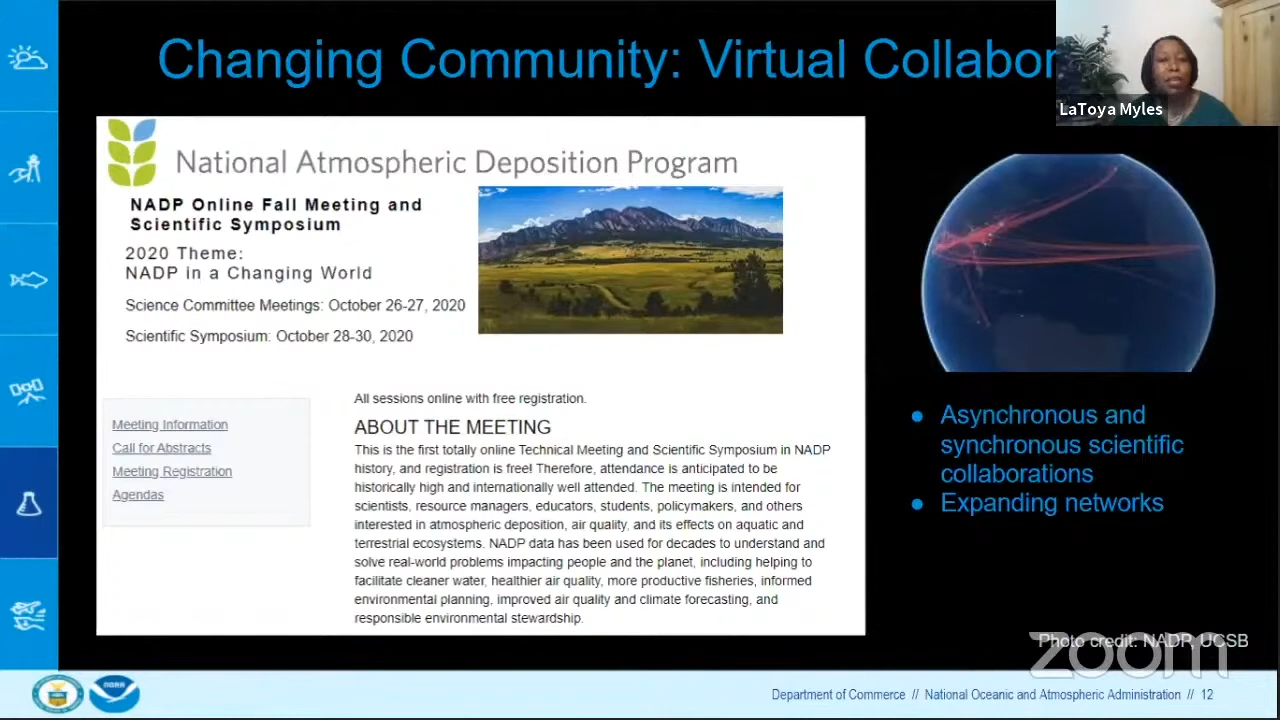 Changing Community: Virtual Collabor
LaToya Myles
National Atmospheric Deposition Program
NADP Online Fall Meeting and
Scientific Symposium
2020 Theme:
NADP in a Changing World
Science Committee Meetings: October 26-27, 2020
Scientific Symposium: October 28-30, 2020
Meeting Information
Call for Abstracts
Meeting Registration
Agendas
All sessions online with free registration.
ABOUT THE MEETING
This is the first totally online Technical Meeting and Scientific Symposium in NADP
history, and registration is free! Therefore, attendance is anticipated to be
historically high and internationally well attended. The meeting is intended for
scientists, resource managers, educators, students, policymakers, and others
interested in atmospheric deposition, air quality, and its effects on aquatic and
terrestrial ecosystems. NADP data has been used for decades to understand and
solve real-world problems impacting people and the planet, including helping to
facilitate cleaner water, healthier air quality, more productive fisheries, informed
environmental planning, improved air quality and climate forecasting, and
responsible environmental stewardship.
● Asynchronous and
synchronous scientific
collaborations
● Expanding networks
Photo credit: NADP, UCSB
zoom
NOAA
Department of Commerce // National Oceanic and Atmospheric Administration // 12